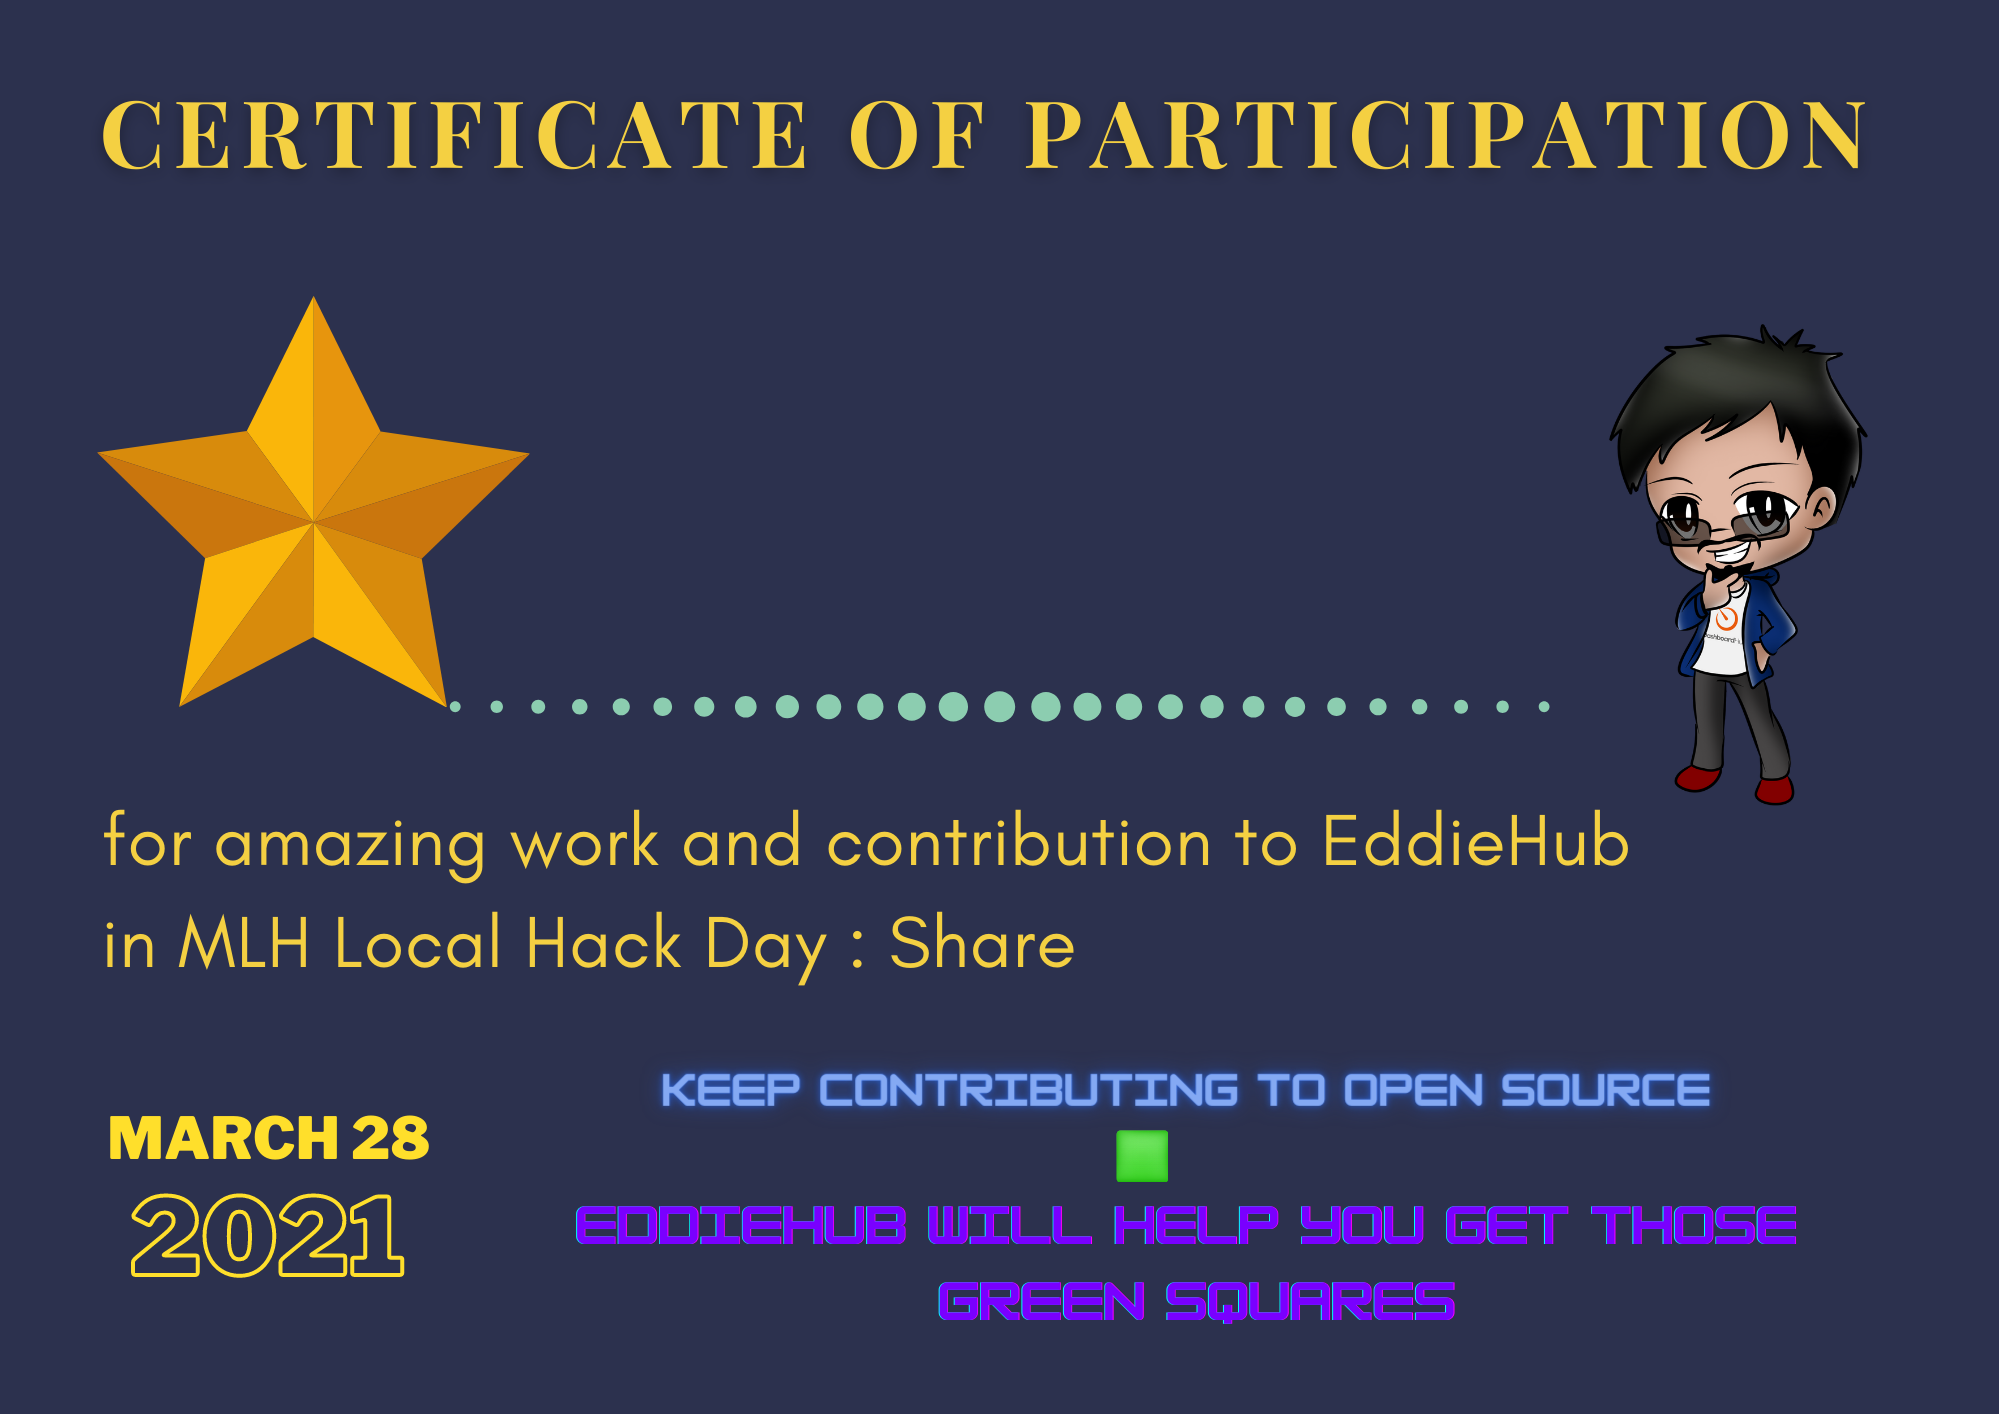 CERTIFICATE OF PARTICIPATION
for amazing work and contribution to EddieHub
in MLH Local Hack Day : Share
KEEP CONTRIBUTING TO OPEN SOURCE
MARCH 28
2021
EDDIEHUB WILL HELP YOU GET THOSE
GREEN SQUARES